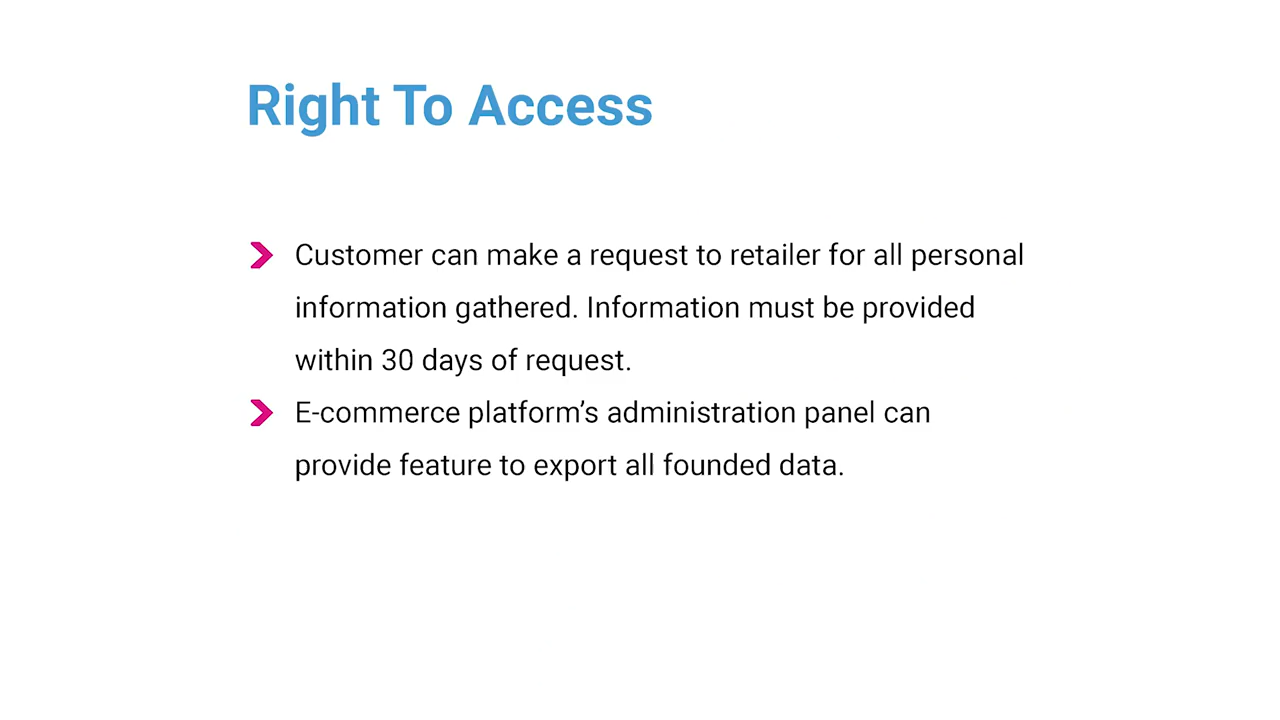 Right To Access
Customer can make a request to retailer for all personal
information gathered. Information must be provided
within 30 days of request.
E-commerce platform’s administration panel can
provide feature to export all founded data.